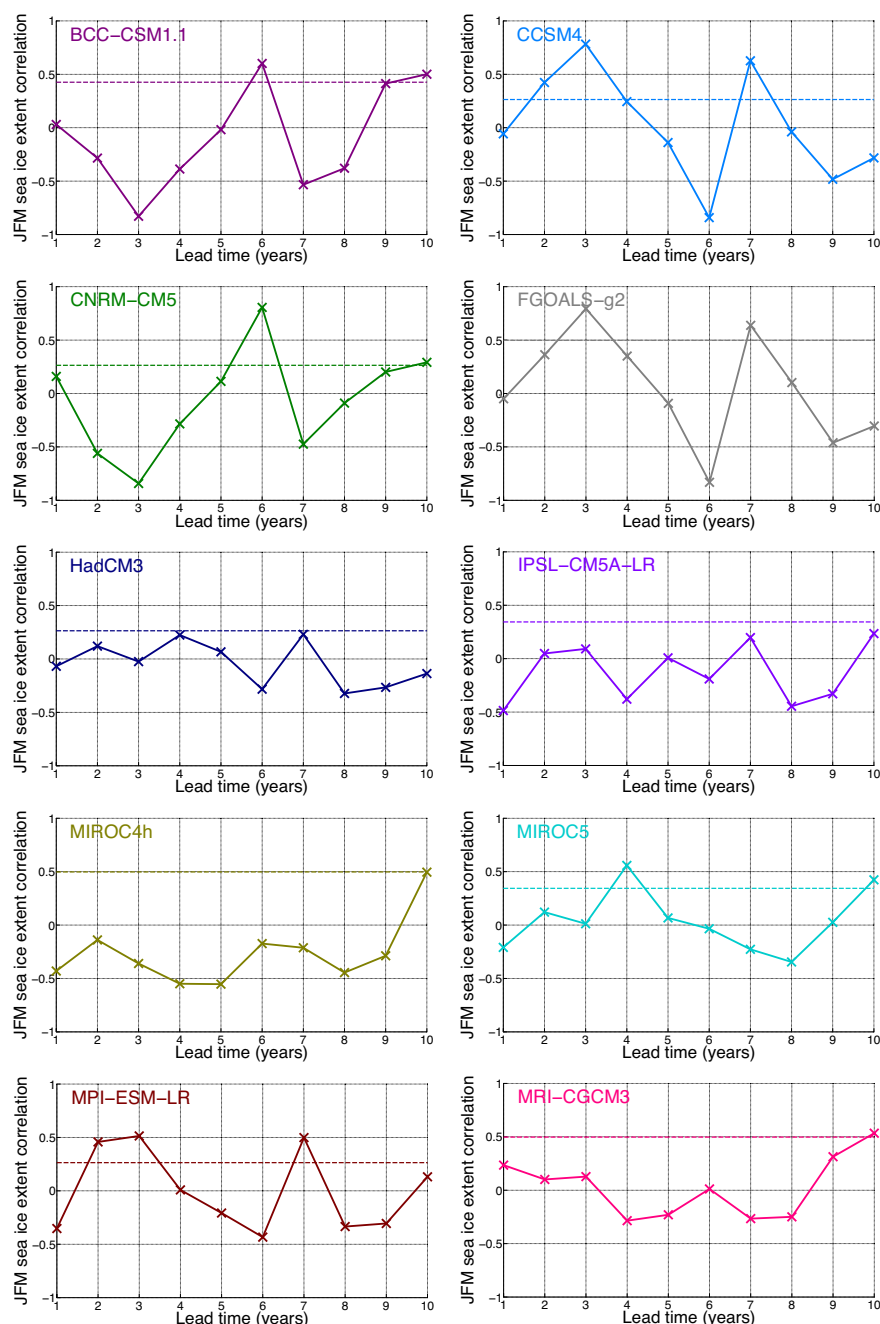 BCC−CSM1.1
JFM sea ice extent correlation
1
0.5
0
−0.5
−1
1 2 3 4 5 6 7 8 9 10
Lead time (years)
CCSM4
JFM sea ice extent correlation
1
0.5
0
−0.5
−1
1 2 3 4 5 6 7 8 9 10
Lead time (years)
CNRM−CM5
JFM sea ice extent correlation
1
0.5
0
−0.5
−1
1 2 3 4 5 6 7 8 9 10
Lead time (years)
FGOALS−g2
JFM sea ice extent correlation
1
0.5
0
−0.5
−1
1 2 3 4 5 6 7 8 9 10
Lead time (years)
HadCM3
JFM sea ice extent correlation
1
0.5
0
−0.5
−1
1 2 3 4 5 6 7 8 9 10
Lead time (years)
IPSL−CM5A−LR
JFM sea ice extent correlation
1
0.5
0
−0.5
−1
1 2 3 4 5 6 7 8 9 10
Lead time (years)
MIROC4h
JFM sea ice extent correlation
1
0.5
0
−0.5
−1
1 2 3 4 5 6 7 8 9 10
Lead time (years)
MIROC5
JFM sea ice extent correlation
1
0.5
0
−0.5
−1
1 2 3 4 5 6 7 8 9 10
Lead time (years)
MPI−ESM−LR
JFM sea ice extent correlation
1
0.5
0
−0.5
−1
1 2 3 4 5 6 7 8 9 10
Lead time (years)
MRI−CGCM3
JFM sea ice extent correlation
1
0.5
0
−0.5
−1
1 2 3 4 5 6 7 8 9 10
Lead time (years)